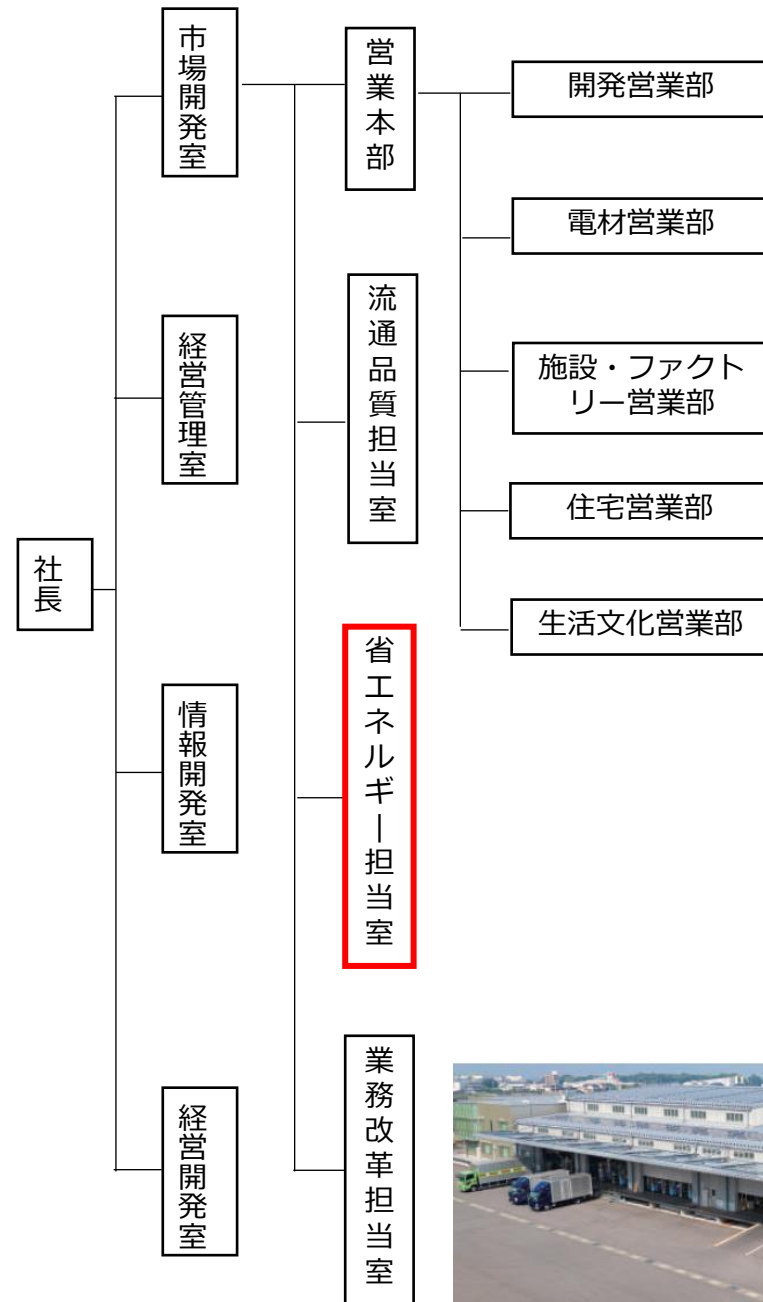 社長
市場開発室
経営管理室
情報開発室
経営開発室
営業本部
流通品質担当室
省エネルギー担当室
業務改革担当室
開発営業部
電材営業部
施設・ファクト
リー営業部
住宅営業部
生活文化営業部